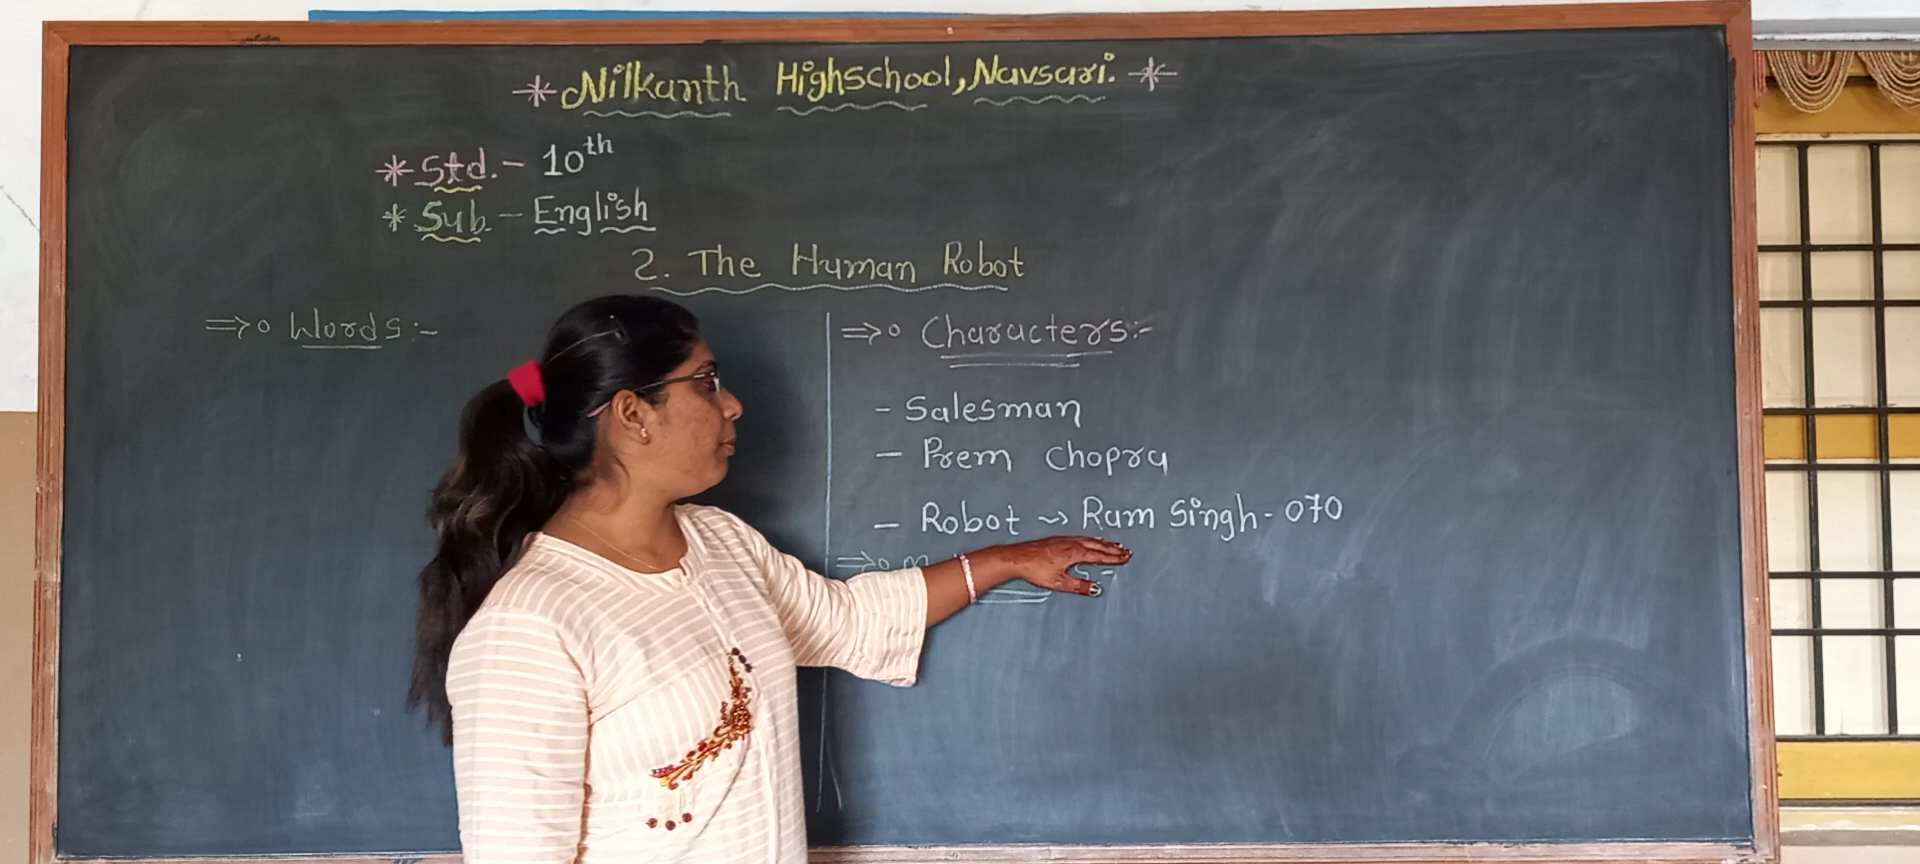 * Nilkanth Highschool, Navsari. *
* Std. - 10th
* Sub. - English
2. The Human Robot
⇒ Words:-
⇒ Characters:-
- Salesman
- Prem Chopra
- Robot → Ram Singh - 070